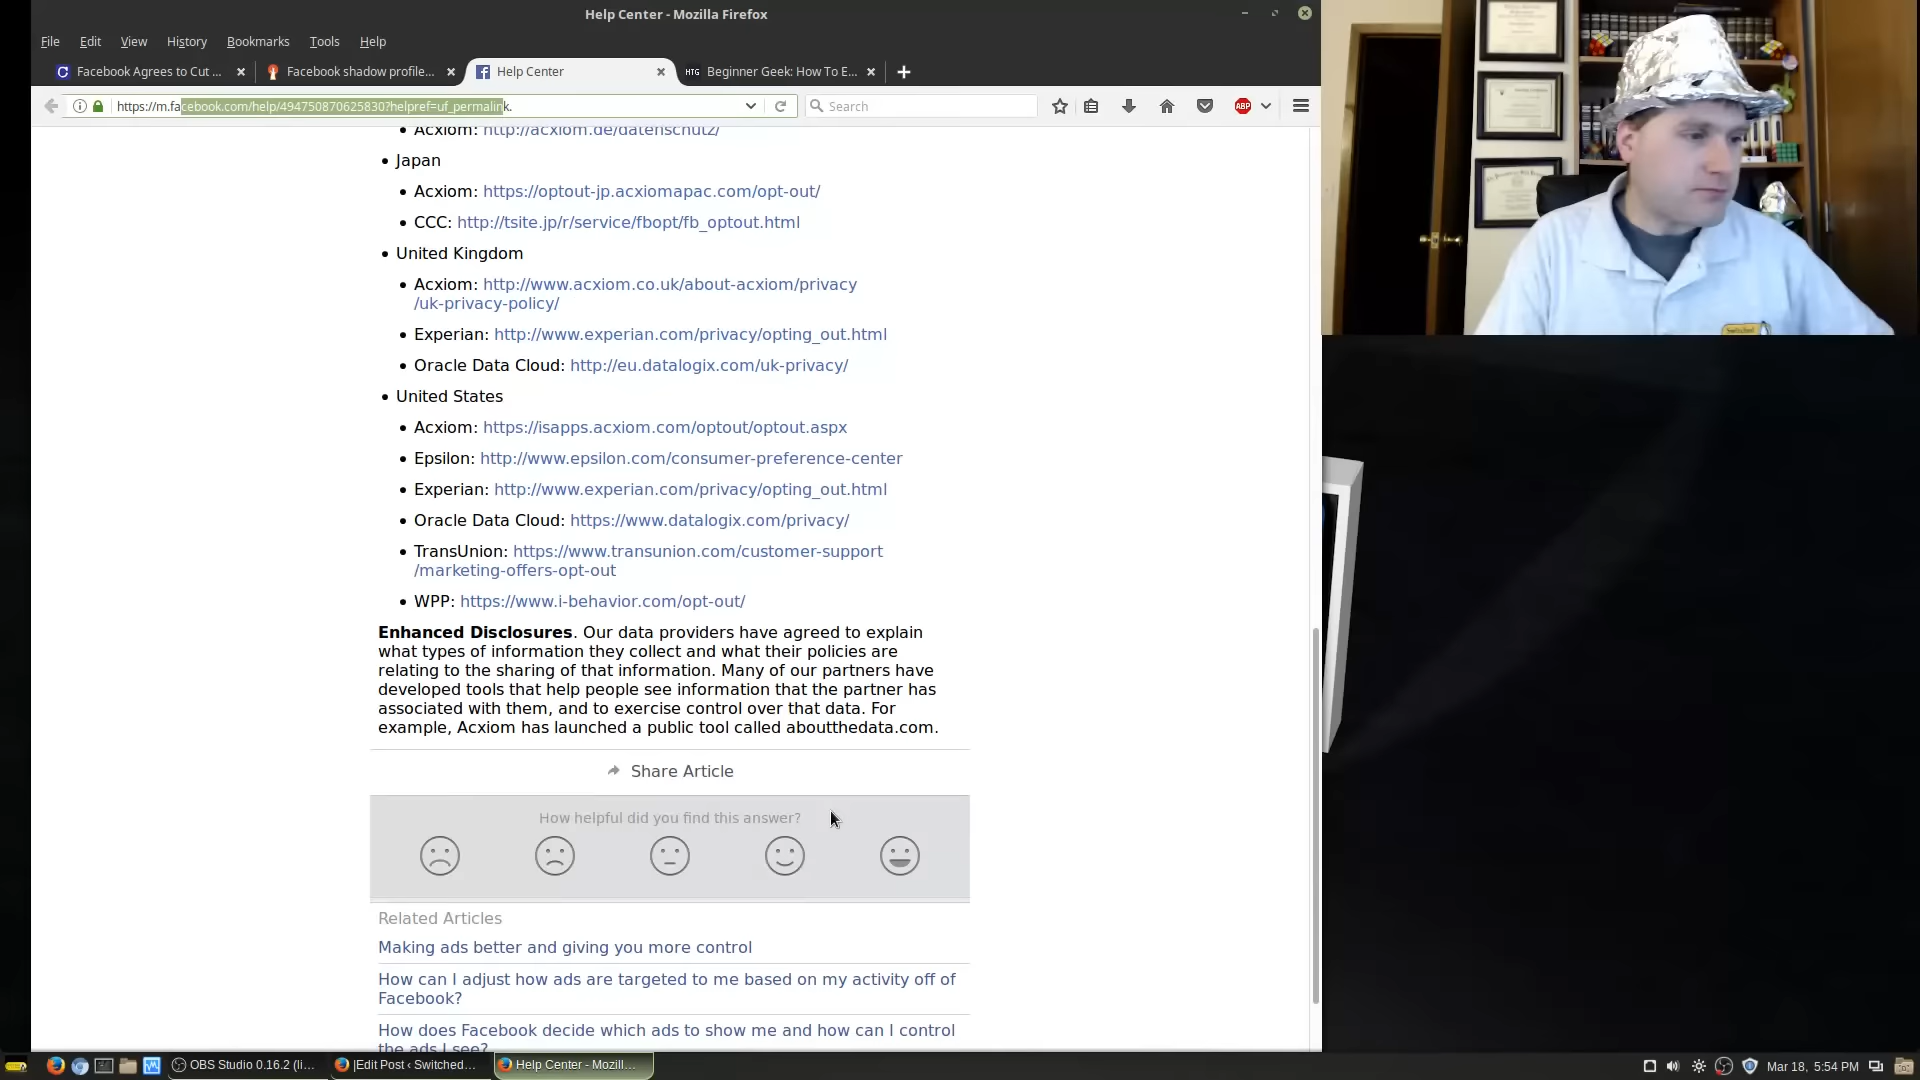 Help Center - Mozilla Firefox
File Edit View History Bookmarks Tools Help
Facebook Agrees to Cut ... Facebook shadow profile... Help Center HTG Beginner Geek: How To E...
https://m.facebook.com/help/494750870625830?helpref=uf_permalink. Search ABP
Acxiom: http://acxiom.de/datenschutz/
Japan
Acxiom: https://optout-jp.acxiomapac.com/opt-out/
CCC: http://tsite.jp/r/service/fbopt/fb_optout.html
United Kingdom
Acxiom: http://www.acxiom.co.uk/about-acxiom/privacy
/uk-privacy-policy/
Experian: http://www.experian.com/privacy/opting_out.html
Oracle Data Cloud: http://eu.datalogix.com/uk-privacy/
United States
Acxiom: https://isapps.acxiom.com/optout/optout.aspx
Epsilon: http://www.epsilon.com/consumer-preference-center
Experian: http://www.experian.com/privacy/opting_out.html
Oracle Data Cloud: https://www.datalogix.com/privacy/
TransUnion: https://www.transunion.com/customer-support
/marketing-offers-opt-out
WPP: https://www.i-behavior.com/opt-out/
Enhanced Disclosures. Our data providers have agreed to explain
what types of information they collect and what their policies are
relating to the sharing of that information. Many of our partners have
developed tools that help people see information that the partner has
associated with them, and to exercise control over that data. For
example, Acxiom has launched a public tool called aboutthedata.com.
Share Article
How helpful did you find this answer?
Related Articles
Making ads better and giving you more control
How can I adjust how ads are targeted to me based on my activity off of
Facebook?
How does Facebook decide which ads to show me and how can I control
the ads I see?
OBS Studio 0.16.2 (li... |Edit Post ‹ Switched... Help Center - Mozill... Mar 18, 5:54 PM